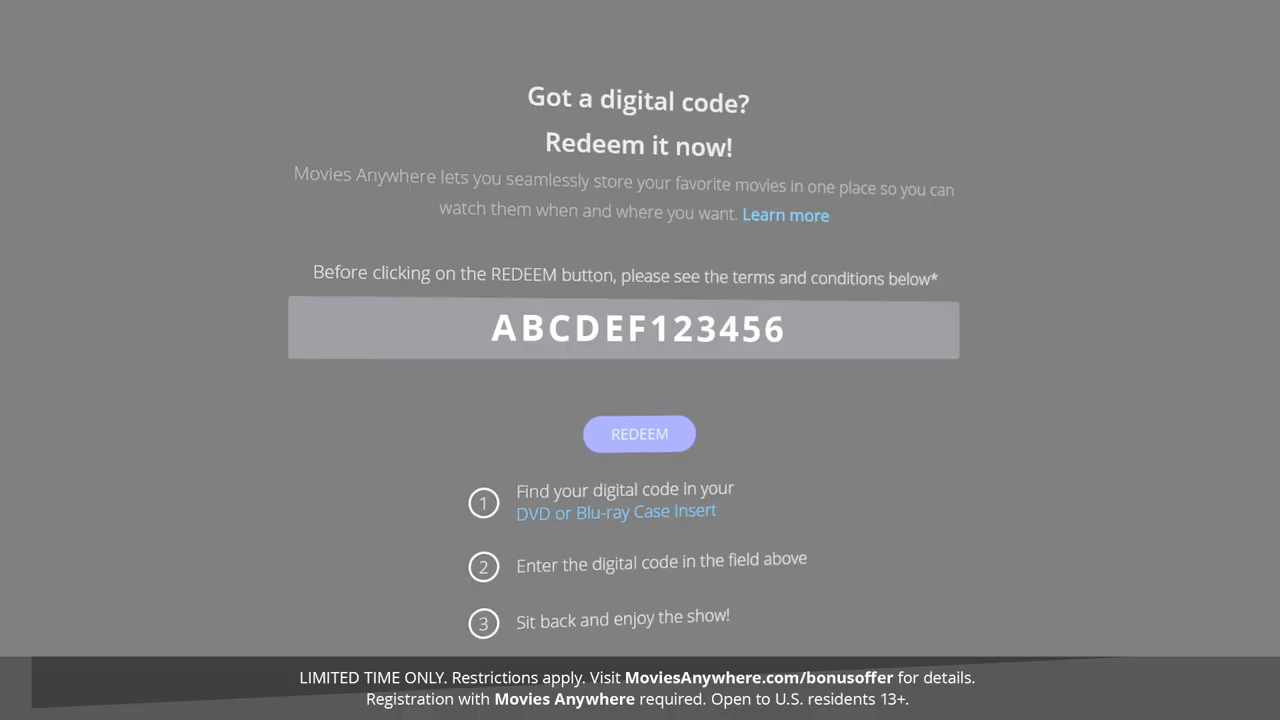 Got a digital code?
Redeem it now!
Movies Anywhere lets you seamlessly store your favorite movies in one place so you can
watch them when and where you want. Learn more
Before clicking on the REDEEM button, please see the terms and conditions below*
ABCDEF123456
REDEEM
1 Find your digital code in your
DVD or Blu-ray Case Insert
2 Enter the digital code in the field above
3 Sit back and enjoy the show!
LIMITED TIME ONLY. Restrictions apply. Visit MoviesAnywhere.com/bonusoffer for details.
Registration with Movies Anywhere required. Open to U.S. residents 13+.